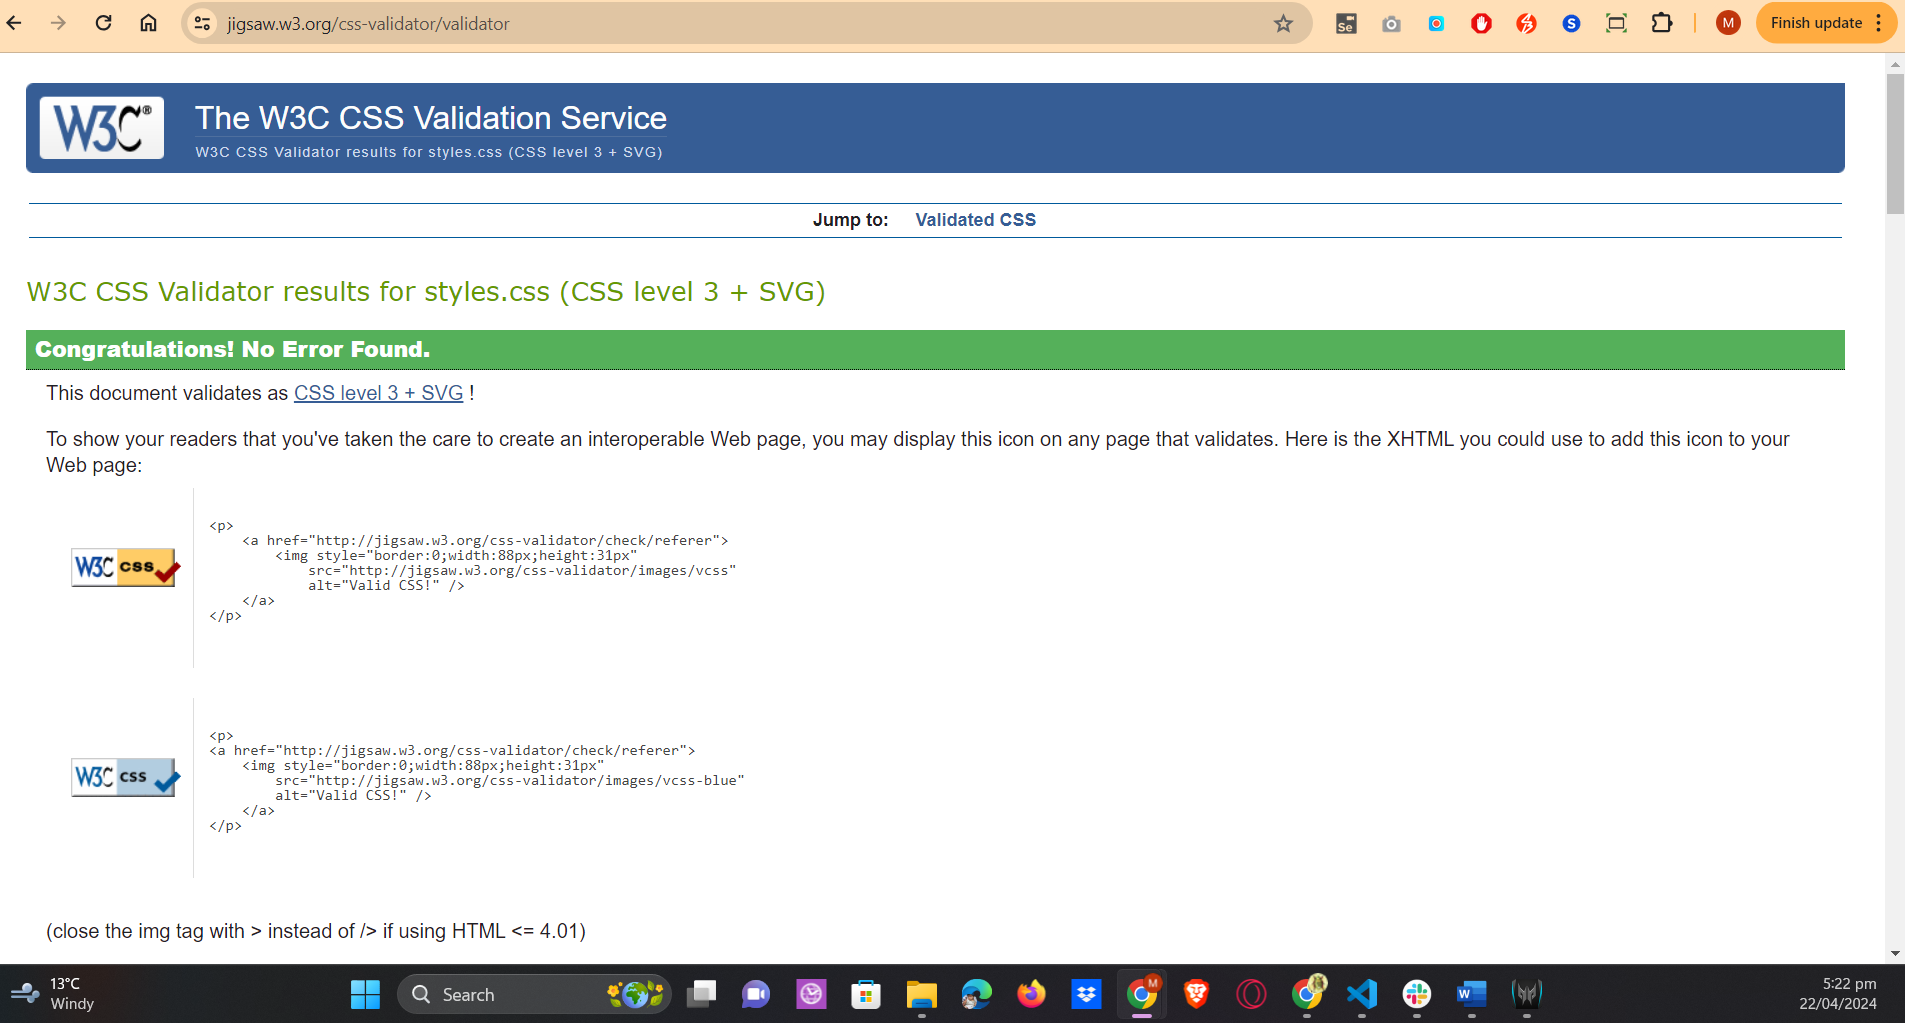 jigsaw.w3.org/css-validator/validator
Se
S
M
Finish update
W3C®
The W3C CSS Validation Service
W3C CSS Validator results for styles.css (CSS level 3 + SVG)
Jump to: Validated CSS
W3C CSS Validator results for styles.css (CSS level 3 + SVG)
Congratulations! No Error Found.
This document validates as CSS level 3 + SVG !
To show your readers that you've taken the care to create an interoperable Web page, you may display this icon on any page that validates. Here is the XHTML you could use to add this icon to your
Web page:
W3C css
<p>
<a href="http://jigsaw.w3.org/css-validator/check/referer">
<img style="border:0;width:88px;height:31px"
src="http://jigsaw.w3.org/css-validator/images/vcss"
alt="Valid CSS!" />
</a>
</p>
W3C css
<p>
<a href="http://jigsaw.w3.org/css-validator/check/referer">
<img style="border:0;width:88px;height:31px"
src="http://jigsaw.w3.org/css-validator/images/vcss-blue"
alt="Valid CSS!" />
</a>
</p>
(close the img tag with > instead of /> if using HTML <= 4.01)
13°C
Windy
Search
M
W
5:22 pm
22/04/2024